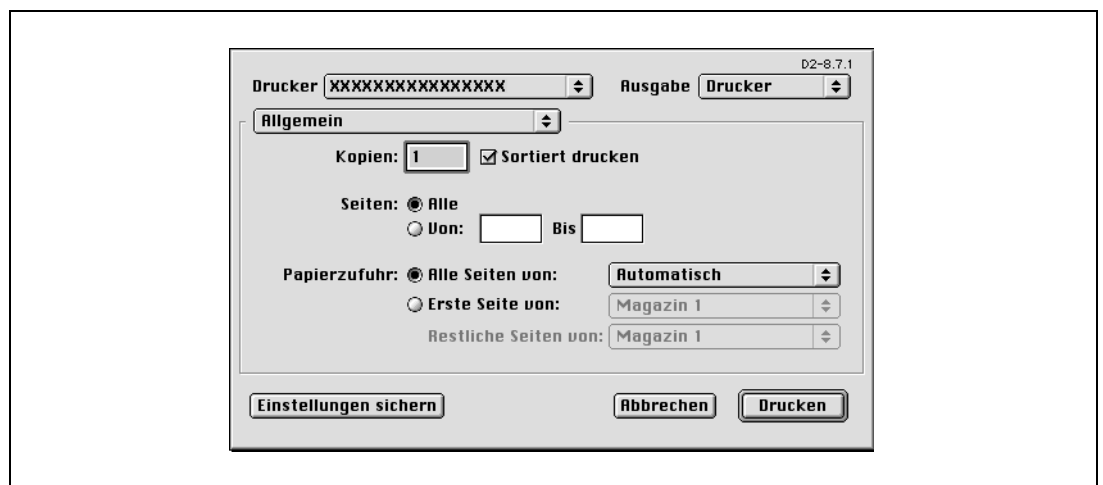 D2-8.7.1
Drucker XXXXXXXXXXXXXXX Ausgabe Drucker
Allgemein
Kopien: 1 Sortiert drucken
Seiten: Alle
Von: Bis
Papierzufuhr: Alle Seiten von: Automatisch
Erste Seite von: Magazin 1
Restliche Seiten von: Magazin 1
Einstellungen sichern Abbrechen Drucken